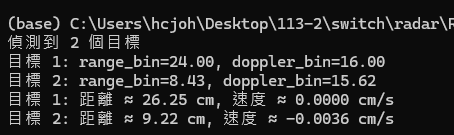 (base) C:\Users\hcjoh\Desktop\113-2\switch\radar\R
偵測到 2 個目標
目標 1: range_bin=24.00, doppler_bin=16.00
目標 2: range_bin=8.43, doppler_bin=15.62
目標 1: 距離 ≈ 26.25 cm, 速度 ≈ 0.0000 cm/s
目標 2: 距離 ≈ 9.22 cm, 速度 ≈ -0.0036 cm/s